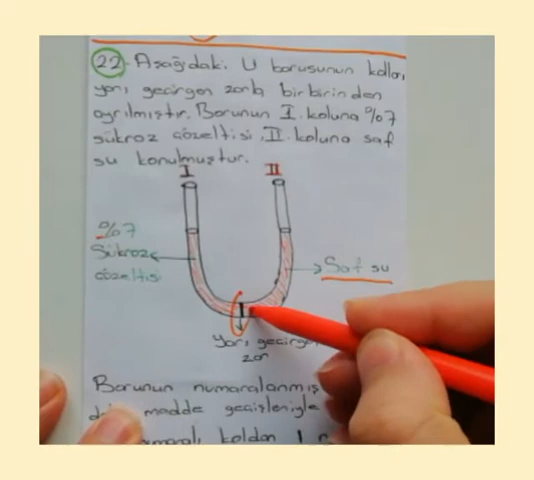 22. Aşağıdaki U borusunun kolları
yarı geçirgen zarla birbirinden
ayrılmıştır. Borunun I. koluna %7
sükroz çözeltisi, II. koluna saf
su konulmuştur.
I II
%7
Sükroz
çözeltisi
Saf su
Yarı geçirgen
zar
Borunun numaralanmış
madde geçişleriyle
koldan